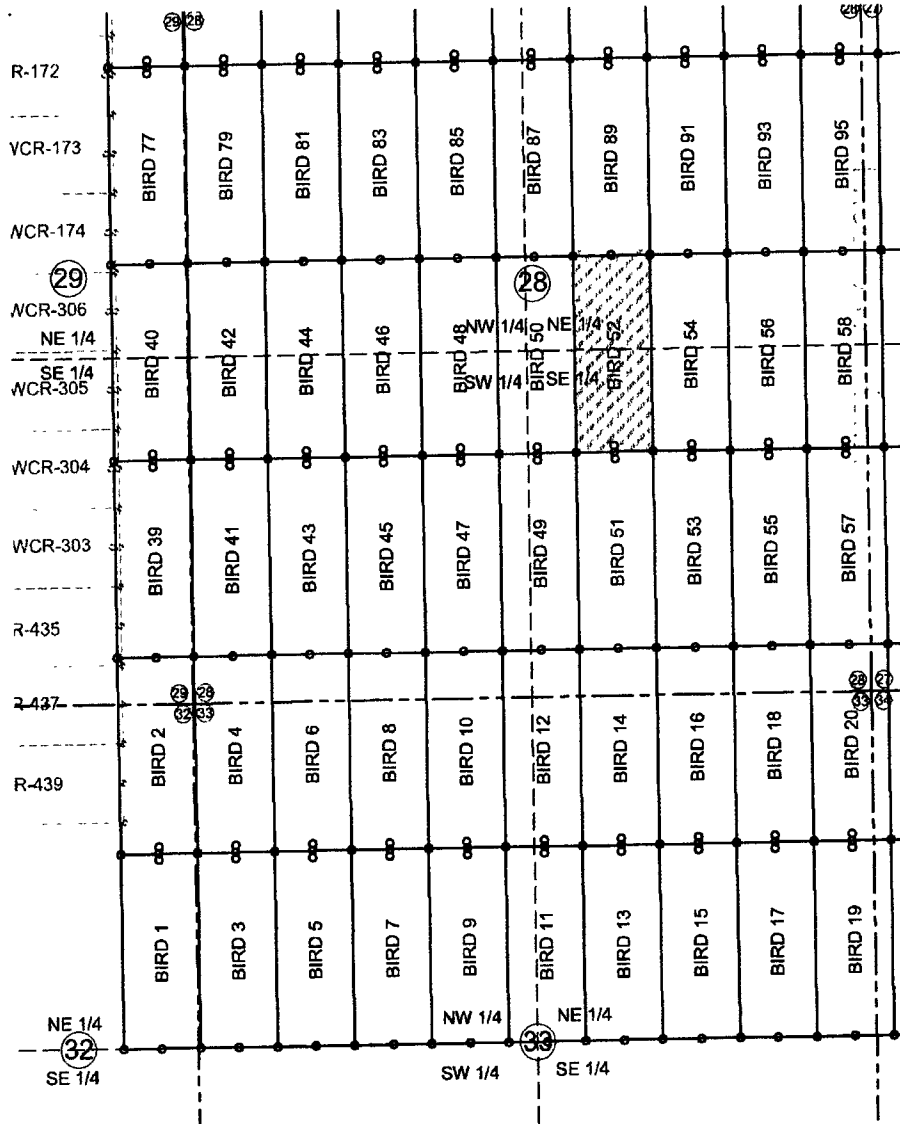 29 28 28 27
R-172
WCR-173 BIRD 77 BIRD 79 BIRD 81 BIRD 83 BIRD 85 BIRD 87 BIRD 89 BIRD 91 BIRD 93 BIRD 95
WCR-174
29 28
WCR-306
NE 1/4 NW 1/4 NE 1/4
BIRD 40 BIRD 42 BIRD 44 BIRD 46 BIRD 48 BIRD 50 BIRD 52 BIRD 54 BIRD 56 BIRD 58
SE 1/4 SW 1/4 SE 1/4
WCR-305
WCR-304
WCR-303 BIRD 39 BIRD 41 BIRD 43 BIRD 45 BIRD 47 BIRD 49 BIRD 51 BIRD 53 BIRD 55 BIRD 57
R-435
29 28 28 27
R-437
32 33 33 34
BIRD 2 BIRD 4 BIRD 6 BIRD 8 BIRD 10 BIRD 12 BIRD 14 BIRD 16 BIRD 18 BIRD 20
R-439
BIRD 1 BIRD 3 BIRD 5 BIRD 7 BIRD 9 BIRD 11 BIRD 13 BIRD 15 BIRD 17 BIRD 19
NE 1/4 NW 1/4 NE 1/4
32 33
SE 1/4 SW 1/4 SE 1/4